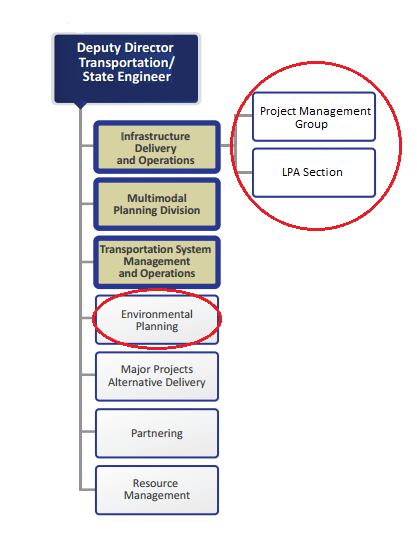 Deputy Director
Transportation/
State Engineer
Infrastructure
Delivery
and Operations
Project Management
Group
LPA Section
Multimodal
Planning Division
Transportation System
Management
and Operations
Environmental
Planning
Major Projects
Alternative Delivery
Partnering
Resource
Management